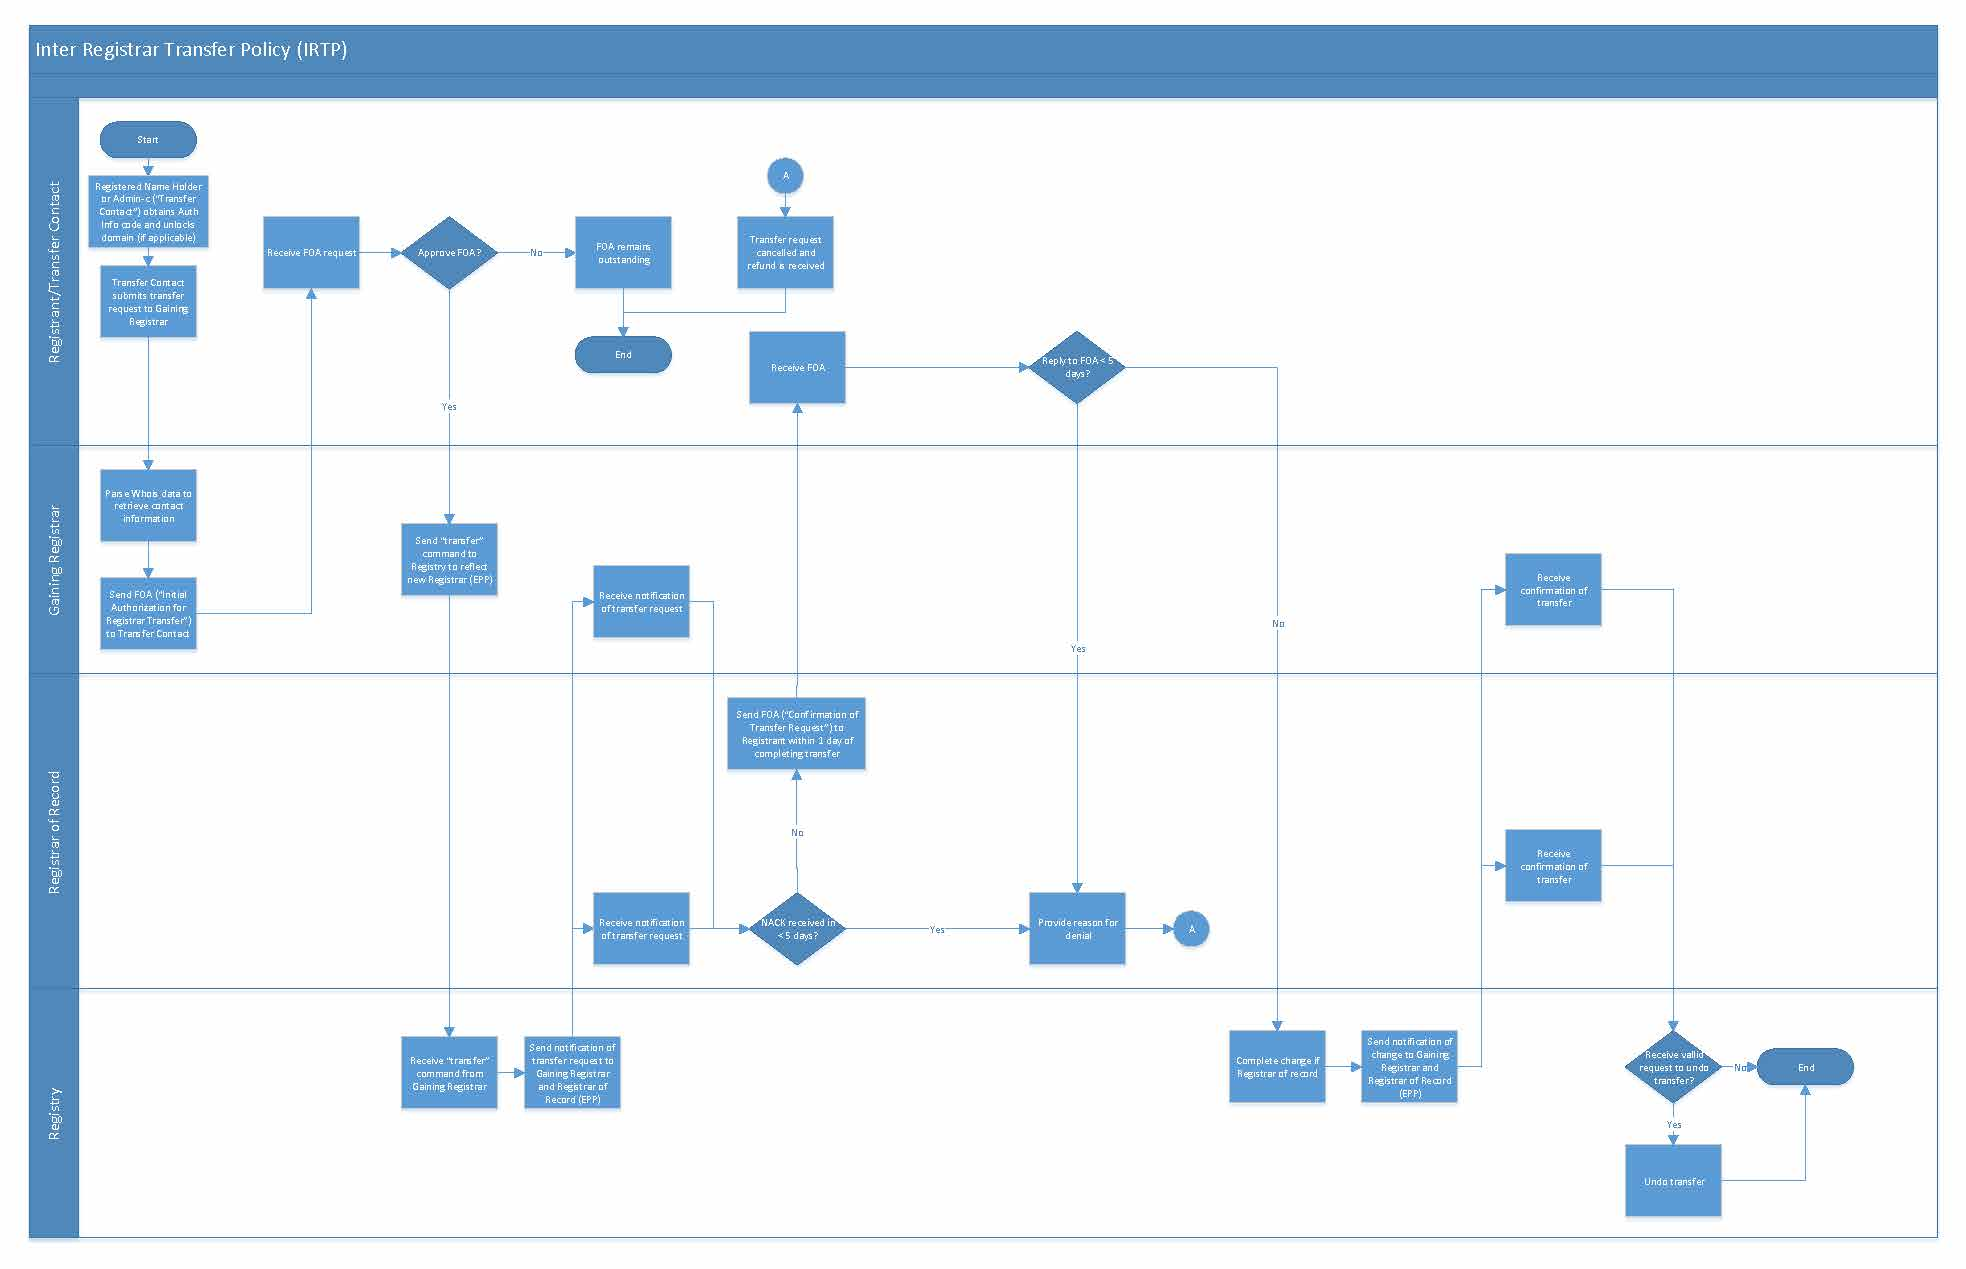 Inter Registrar Transfer Policy (IRTP)
Registrant/Transfer Contact
Start
Registered Name Holder
or Admin-c ("Transfer
Contact") obtains Auth
Info code and unlocks
domain (if applicable)
Transfer Contact
submits transfer
request to Gaining
Registrar
Receive FOA request
Approve FOA?
No
FOA remains
outstanding
A
Transfer request
cancelled and
refund is received
End
Yes
Receive FOA
Reply to FOA < 5
days?
Gaining Registrar
Parse Whois data to
retrieve contact
information
Send FOA ("Initial
Authorization for
Registrar Transfer")
to Transfer Contact
Send "transfer"
command to
Registry to reflect
new Registrar (EPP)
Receive notification
of transfer request
Yes
No
Receive
confirmation of
transfer
Registrar of Record
Send FOA ("Confirmation of
Transfer Request") to
Registrant within 1 day of
completing transfer
No
Receive notification
of transfer request
NACK received in
< 5 days?
Yes
Provide reason for
denial
A
Receive
confirmation of
transfer
Registry
Receive "transfer"
command from
Gaining Registrar
Send notification of
transfer request to
Gaining Registrar
and Registrar of
Record (EPP)
Complete change if
Registrar of record
Send notification of
change to Gaining
Registrar and
Registrar of Record
(EPP)
Receive valid
request to undo
transfer?
No
End
Yes
Undo transfer